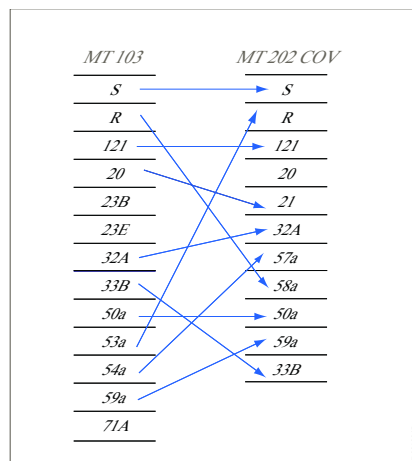 MT 103 MT 202 COV
S S
R R
121 121
20 20
23B 21
23E 32A
32A 57a
33B 58a
50a 50a
53a 59a
54a 33B
59a
71A